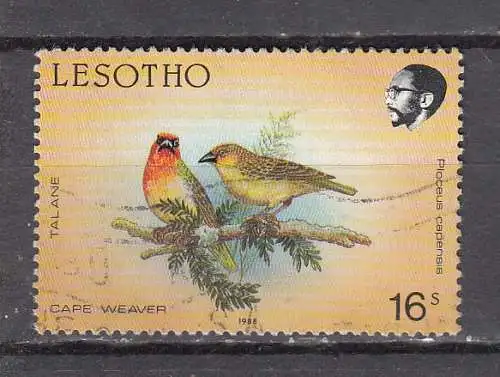 LESOTHO
TALANE
Ploceus capensis
CAPE WEAVER
1988
16s